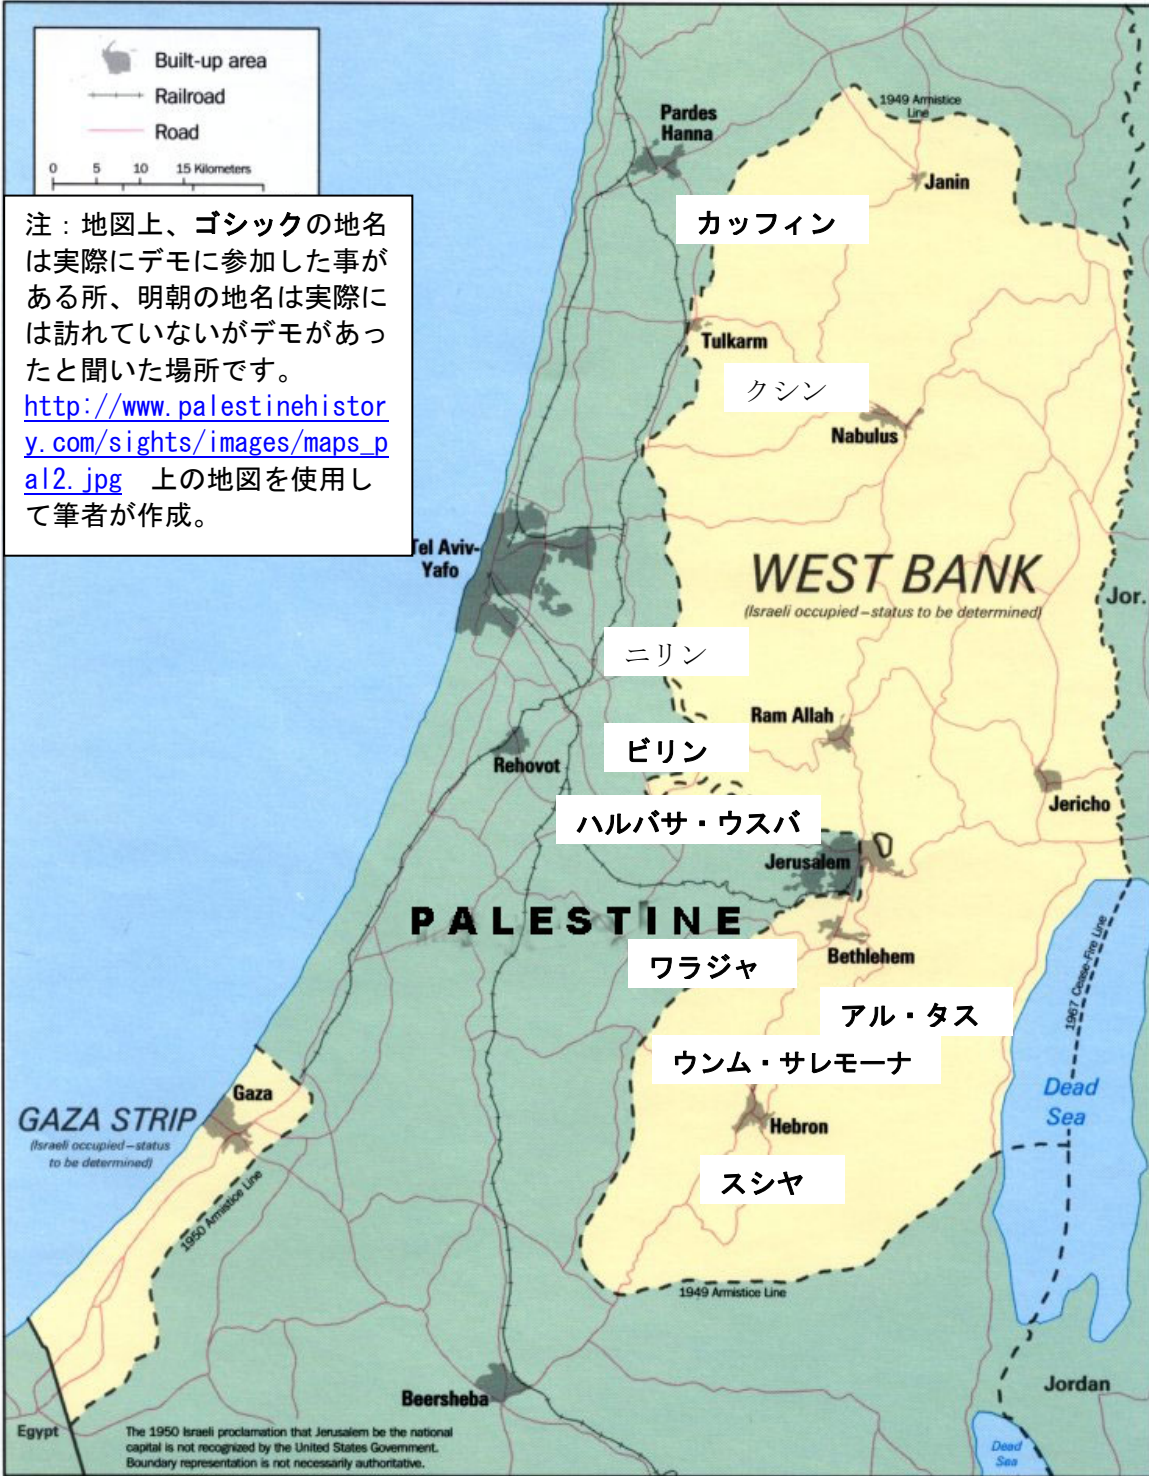 Built-up area
Railroad
Road
0 5 10 15 Kilometers
注：地図上、ゴシックの地名
は実際にデモに参加した事が
ある所、明朝の地名は実際に
は訪れていないがデモがあっ
たと聞いた場所です。
http://www.palestinehistor
y.com/sights/images/maps_p
al2.jpg　上の地図を使用し
て筆者が作成。
1949 Armistice
Line
Pardes
Hanna
Janin
カッフィン
Tulkarm
クシン
Nabulus
Tel Aviv-
Yafo
WEST BANK
(Israeli occupied–status to be determined)
Jor.
ニリン
Ram Allah
ビリン
Rehovot
Jericho
ハルバサ・ウスバ
Jerusalem
PALESTINE
ワラジャ
Bethlehem
1967 Cease-Fire Line
アル・タス
ウンム・サレモーナ
Dead
Sea
Gaza
GAZA STRIP
(Israeli occupied–status
to be determined)
Hebron
スシヤ
1950 Armistice Line
1949 Armistice Line
Beersheba
Jordan
Egypt
The 1950 Israeli proclamation that Jerusalem be the national
capital is not recognized by the United States Government.
Boundary representation is not necessarily authoritative.
Dead
Sea